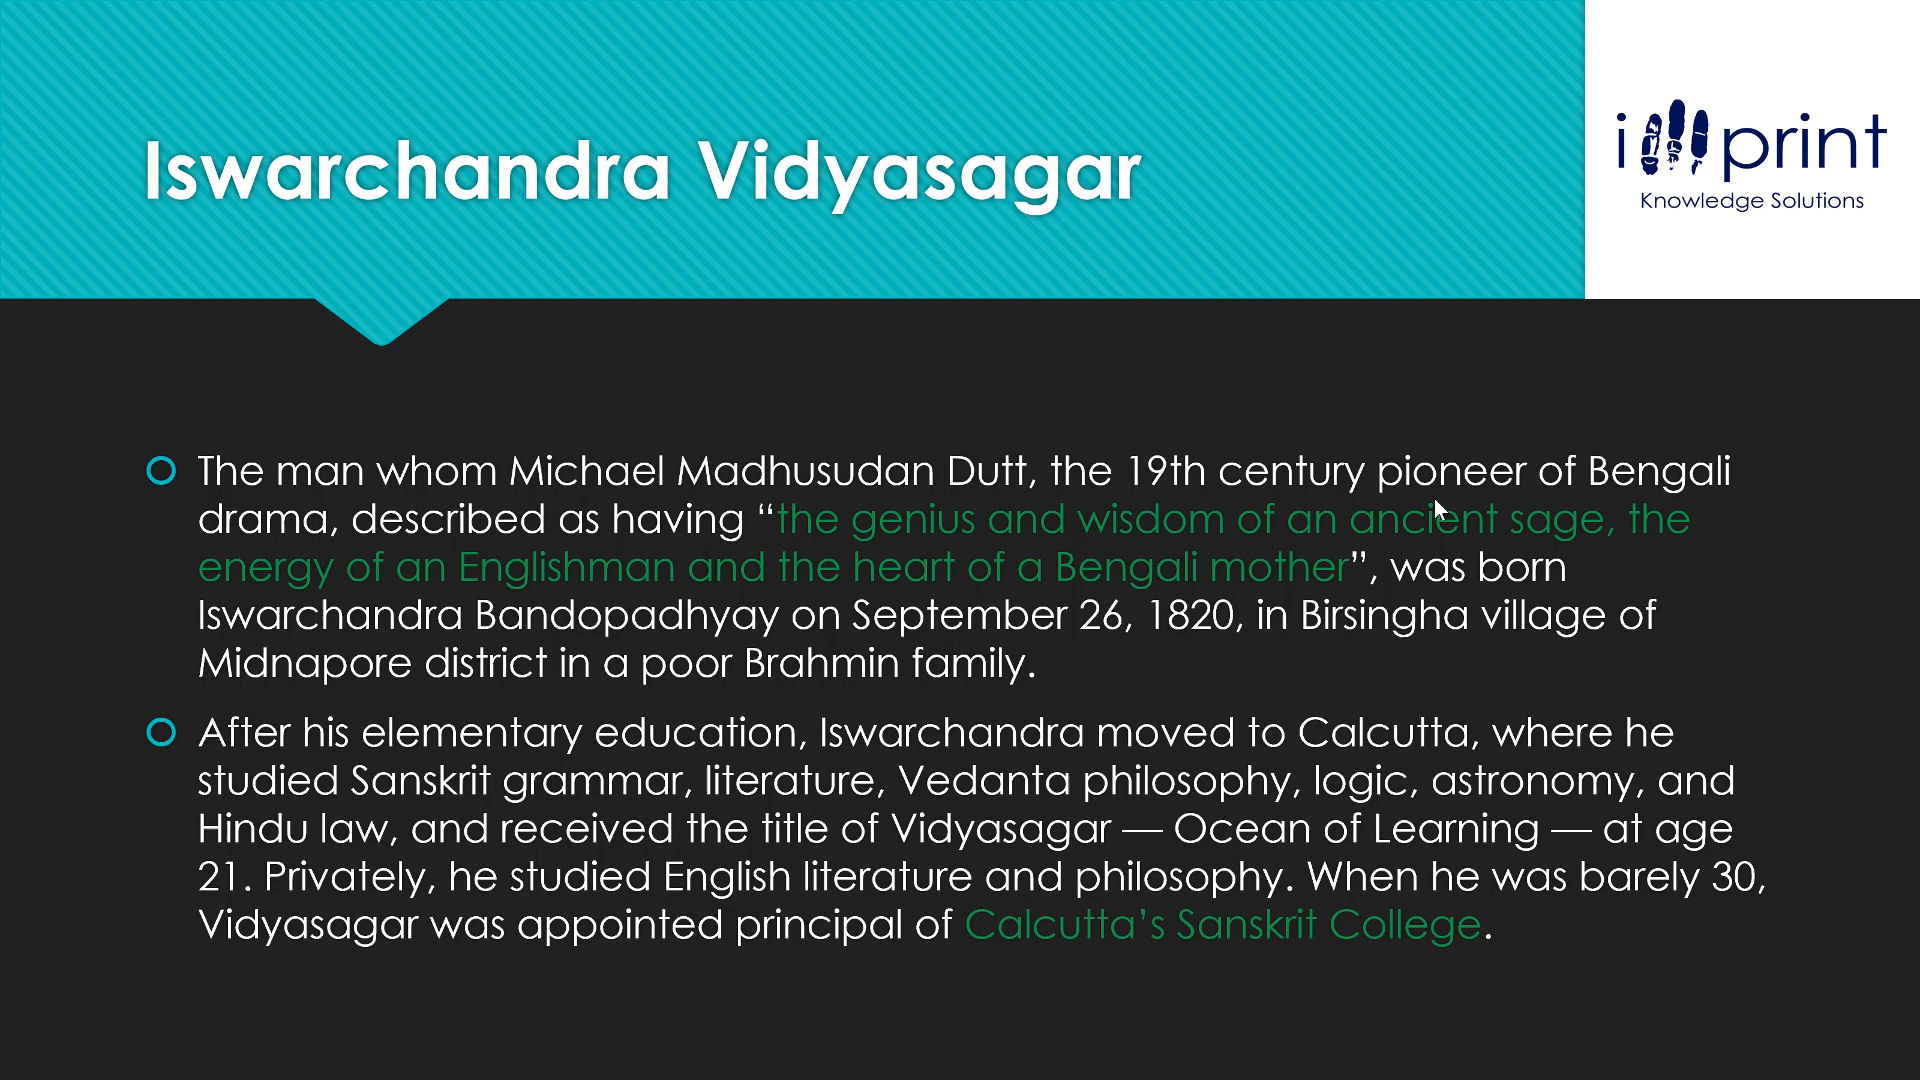 Iswarchandra Vidyasagar
print
Knowledge Solutions
The man whom Michael Madhusudan Dutt, the 19th century pioneer of Bengali
drama, described as having “the genius and wisdom of an ancient sage, the
energy of an Englishman and the heart of a Bengali mother”, was born
Iswarchandra Bandopadhyay on September 26, 1820, in Birsingha village of
Midnapore district in a poor Brahmin family.
After his elementary education, Iswarchandra moved to Calcutta, where he
studied Sanskrit grammar, literature, Vedanta philosophy, logic, astronomy, and
Hindu law, and received the title of Vidyasagar — Ocean of Learning — at age
21. Privately, he studied English literature and philosophy. When he was barely 30,
Vidyasagar was appointed principal of Calcutta’s Sanskrit College.